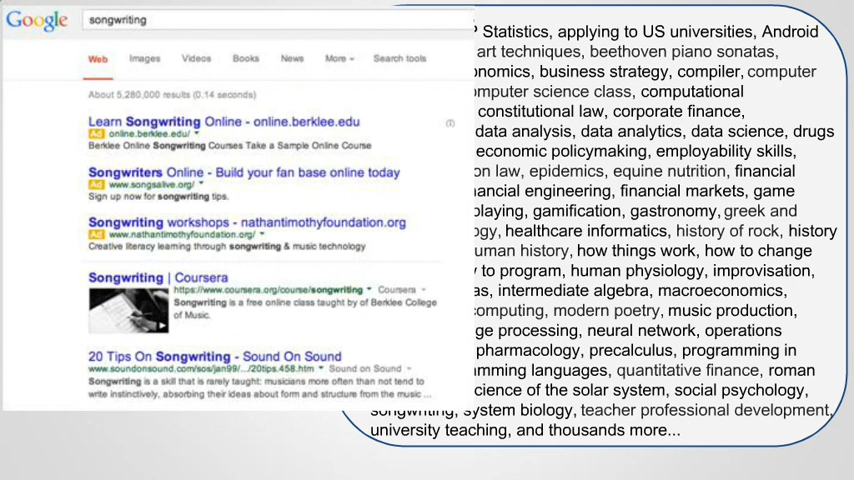 Google songwriting
Web Images Videos Books News More Search tools
About 5,280,000 results (0.14 seconds)
Learn Songwriting Online - online.berklee.edu/
Ad online.berklee.edu/
Berklee Online Songwriting Courses Take a Sample Online Course
Songwriters Online - Build your fan base online today
Ad www.songsalive.org/
Sign up now for songwriting tips.
Songwriting workshops - nathantimothyfoundation.org
Ad www.nathantimothyfoundation.org/
Creative literacy learning through songwriting & music technology
Songwriting | Coursera
https://www.coursera.org/course/songwriting Coursera
Songwriting is a free online class taught by of Berklee College
of Music.
20 Tips On Songwriting - Sound On Sound
www.soundonsound.com/sos/jan99/.../20tips.458.htm Sound on Sound
Songwriting is a skill that is rarely taught: musicians more often than not tend to
write instinctively, absorbing their ideas about form and structure from the music ...
Statistics, applying to US universities, Android
art techniques, beethoven piano sonatas,
onomics, business strategy, compiler, computer
omputer science class, computational
constitutional law, corporate finance,
data analysis, data analytics, data science, drugs
economic policymaking, employability skills,
on law, epidemics, equine nutrition, financial
nancial engineering, financial markets, game
playing, gamification, gastronomy, greek and
ogy, healthcare informatics, history of rock, history
uman history, how things work, how to change
to program, human physiology, improvisation,
as, intermediate algebra, macroeconomics,
computing, modern poetry, music production,
ge processing, neural network, operations
pharmacology, precalculus, programming in
mming languages, quantitative finance, roman
cience of the solar system, social psychology,
songwriting, system biology, teacher professional development,
university teaching, and thousands more...